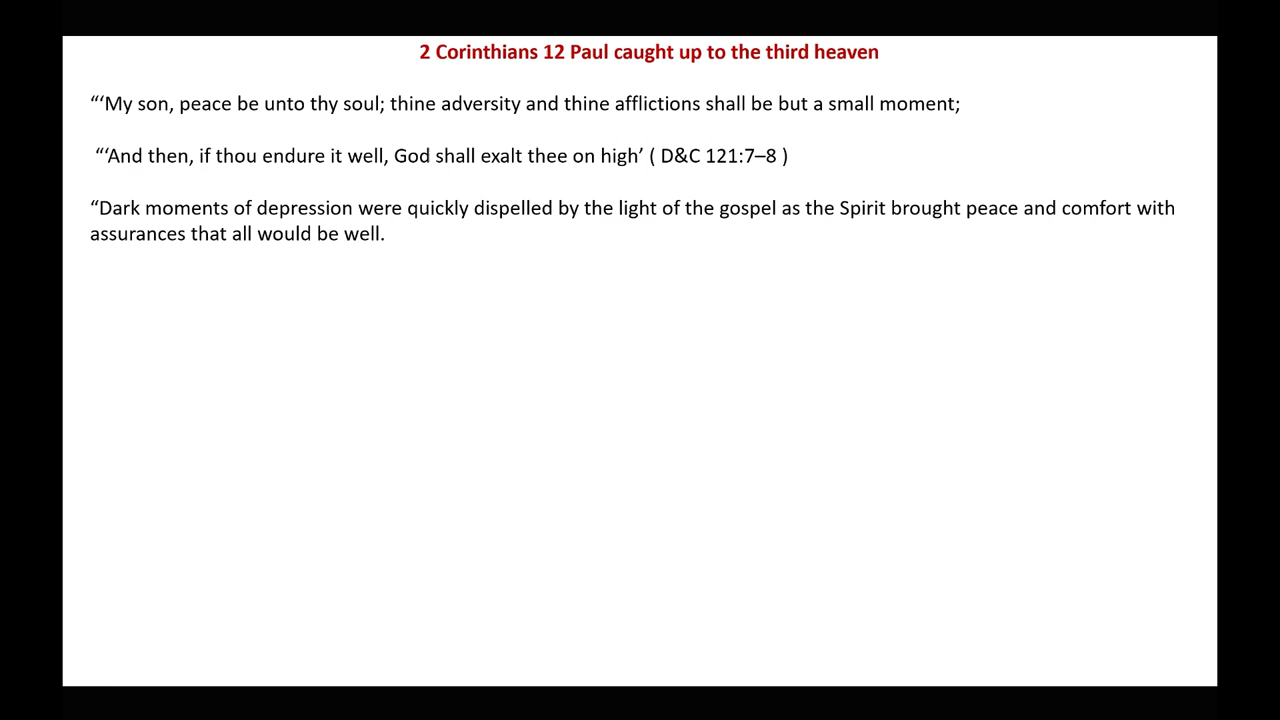 2 Corinthians 12 Paul caught up to the third heaven
“‘My son, peace be unto thy soul; thine adversity and thine afflictions shall be but a small moment;
“‘And then, if thou endure it well, God shall exalt thee on high’ ( D&C 121:7–8 )
“Dark moments of depression were quickly dispelled by the light of the gospel as the Spirit brought peace and comfort with
assurances that all would be well.